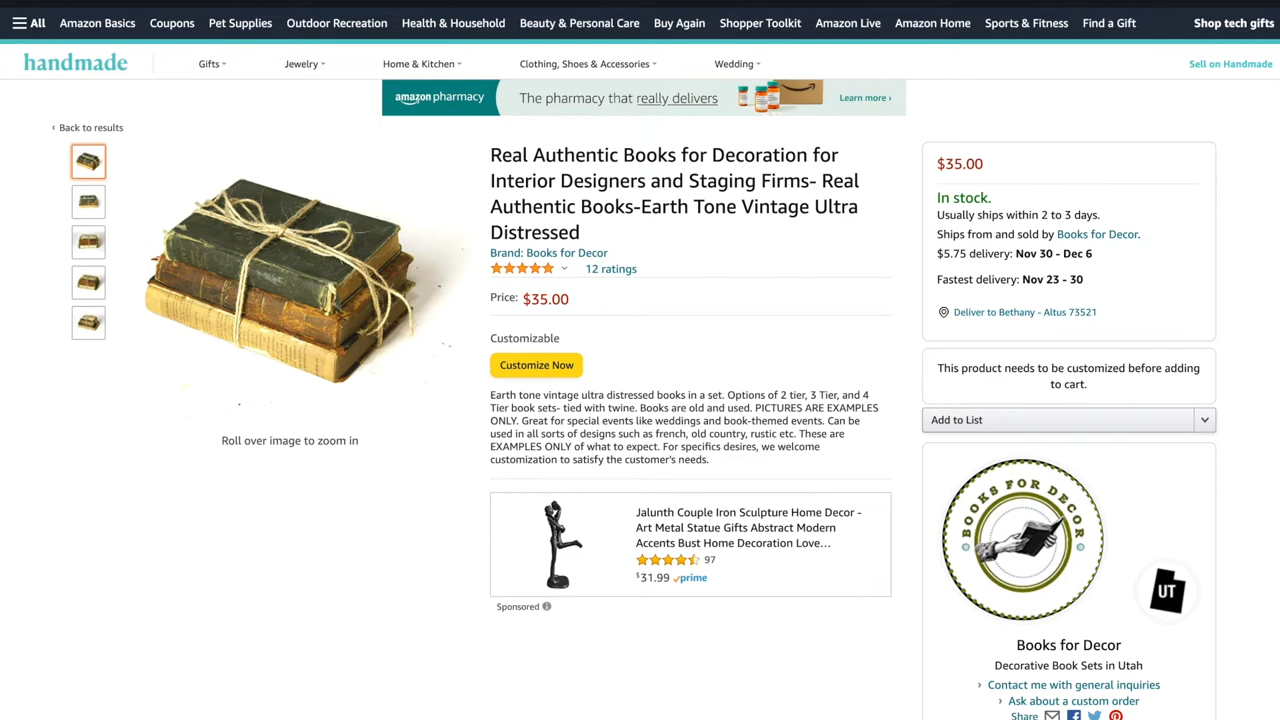 All Amazon Basics Coupons Pet Supplies Outdoor Recreation Health & Household Beauty & Personal Care Buy Again Shopper Toolkit Amazon Live Amazon Home Sports & Fitness Find a Gift Shop tech gifts
handmade Gifts Jewelry Home & Kitchen Clothing, Shoes & Accessories Wedding Sell on Handmade
amazon pharmacy The pharmacy that really delivers Learn more ›
‹ Back to results
Real Authentic Books for Decoration for
Interior Designers and Staging Firms- Real
Authentic Books-Earth Tone Vintage Ultra
Distressed
Brand: Books for Decor
12 ratings
Price: $35.00
Customizable
Customize Now
Earth tone vintage ultra distressed books in a set. Options of 2 tier, 3 Tier, and 4
Tier book sets- tied with twine. Books are old and used. PICTURES ARE EXAMPLES
ONLY. Great for special events like weddings and book-themed events. Can be
used in all sorts of designs such as french, old country, rustic etc. These are
EXAMPLES ONLY of what to expect. For specifics desires, we welcome
customization to satisfy the customer's needs.
Roll over image to zoom in
Jalunth Couple Iron Sculpture Home Decor -
Art Metal Statue Gifts Abstract Modern
Accents Bust Home Decoration Love...
97
$31.99 prime
Sponsored
$35.00
In stock.
Usually ships within 2 to 3 days.
Ships from and sold by Books for Decor.
$5.75 delivery: Nov 30 - Dec 6
Fastest delivery: Nov 23 - 30
Deliver to Bethany - Altus 73521
This product needs to be customized before adding
to cart.
Add to List
BOOKS FOR DECOR
UT
Books for Decor
Decorative Book Sets in Utah
› Contact me with general inquiries
› Ask about a custom order
Share